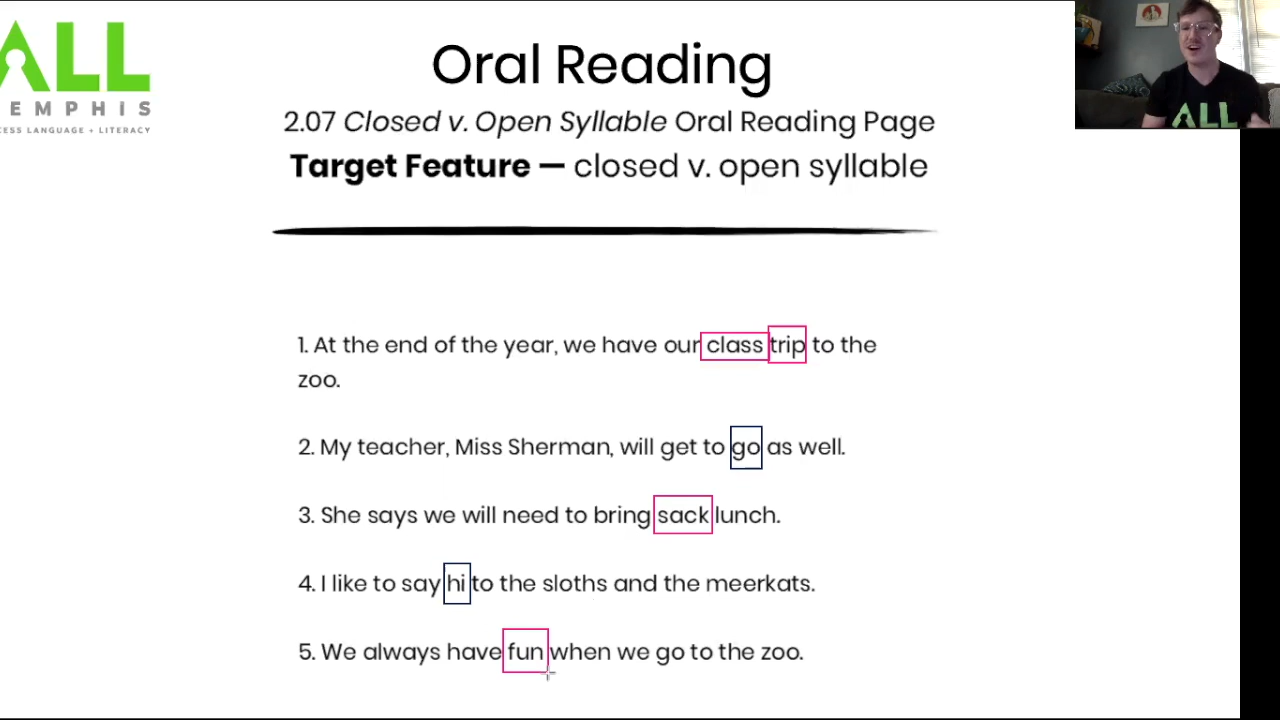 ALL
EMPHIS
CESS LANGUAGE + LITERACY
Oral Reading
2.07 Closed v. Open Syllable Oral Reading Page
Target Feature — closed v. open syllable
1. At the end of the year, we have our class trip to the
zoo.
2. My teacher, Miss Sherman, will get to go as well.
3. She says we will need to bring sack lunch.
4. I like to say hi to the sloths and the meerkats.
5. We always have fun when we go to the zoo.
ALL